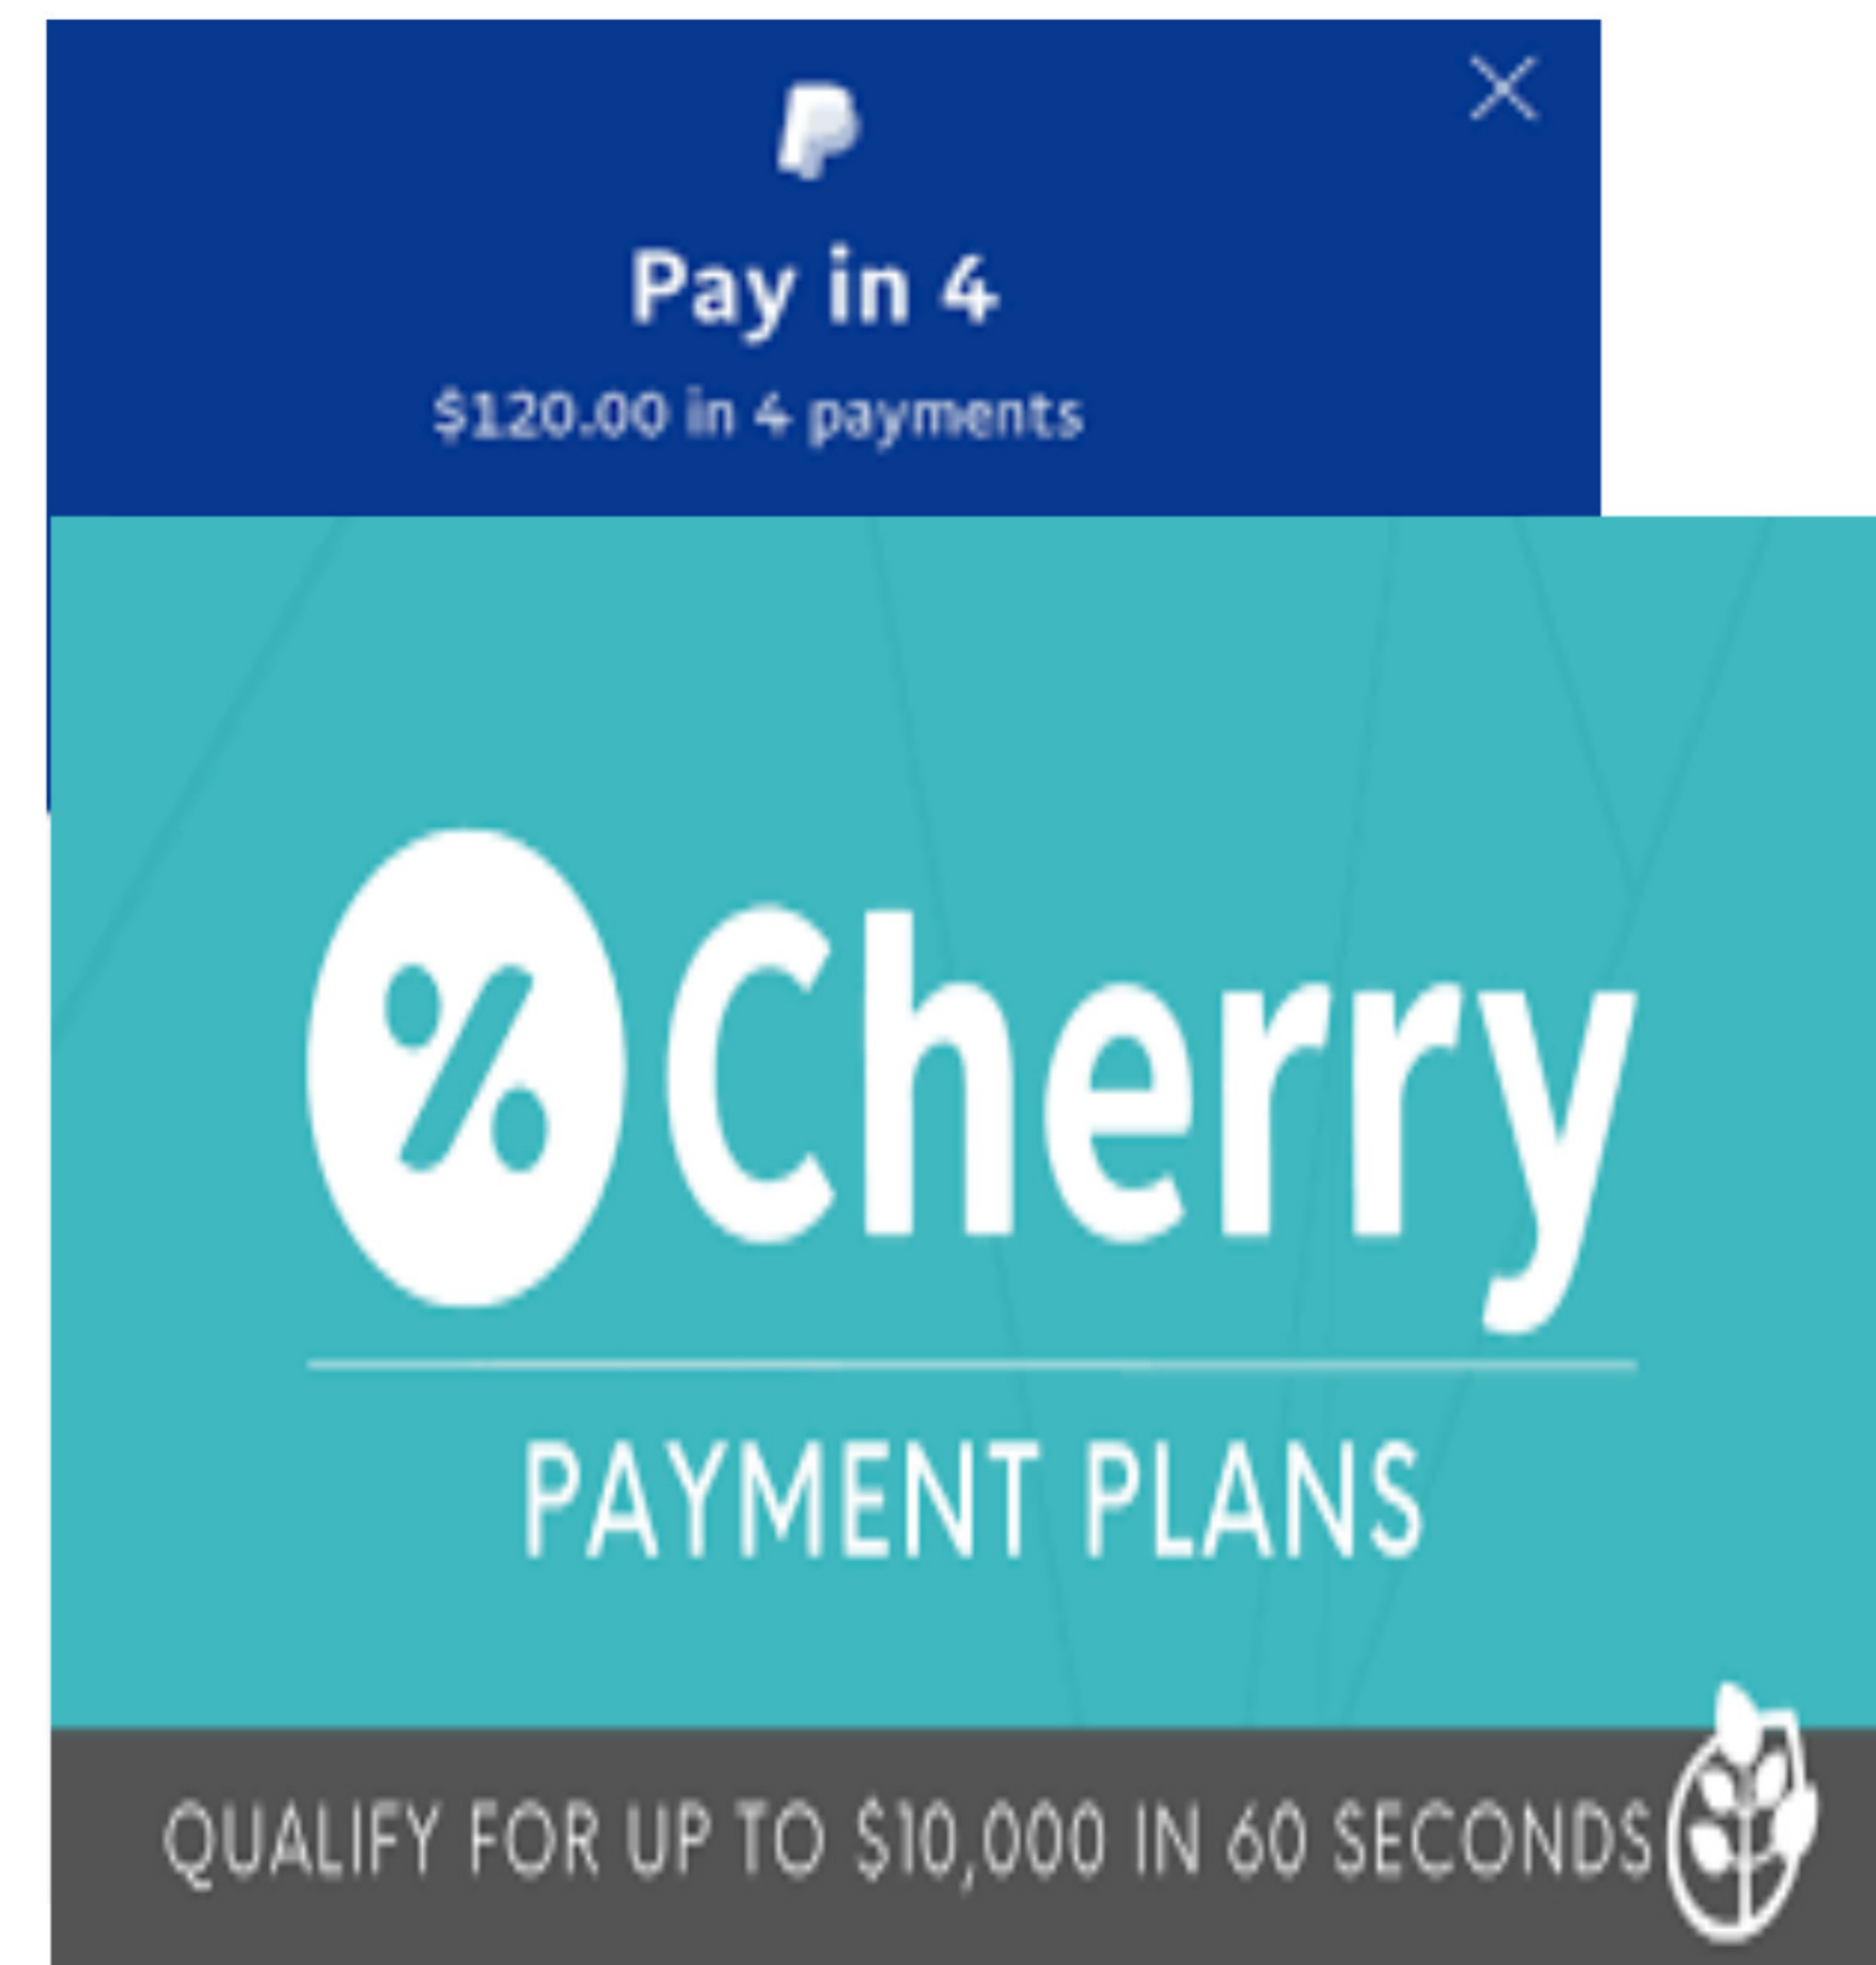 Pay in 4
$120.00 in 4 payments
% Cherry
PAYMENT PLANS
QUALIFY FOR UP TO $10,000 IN 60 SECONDS